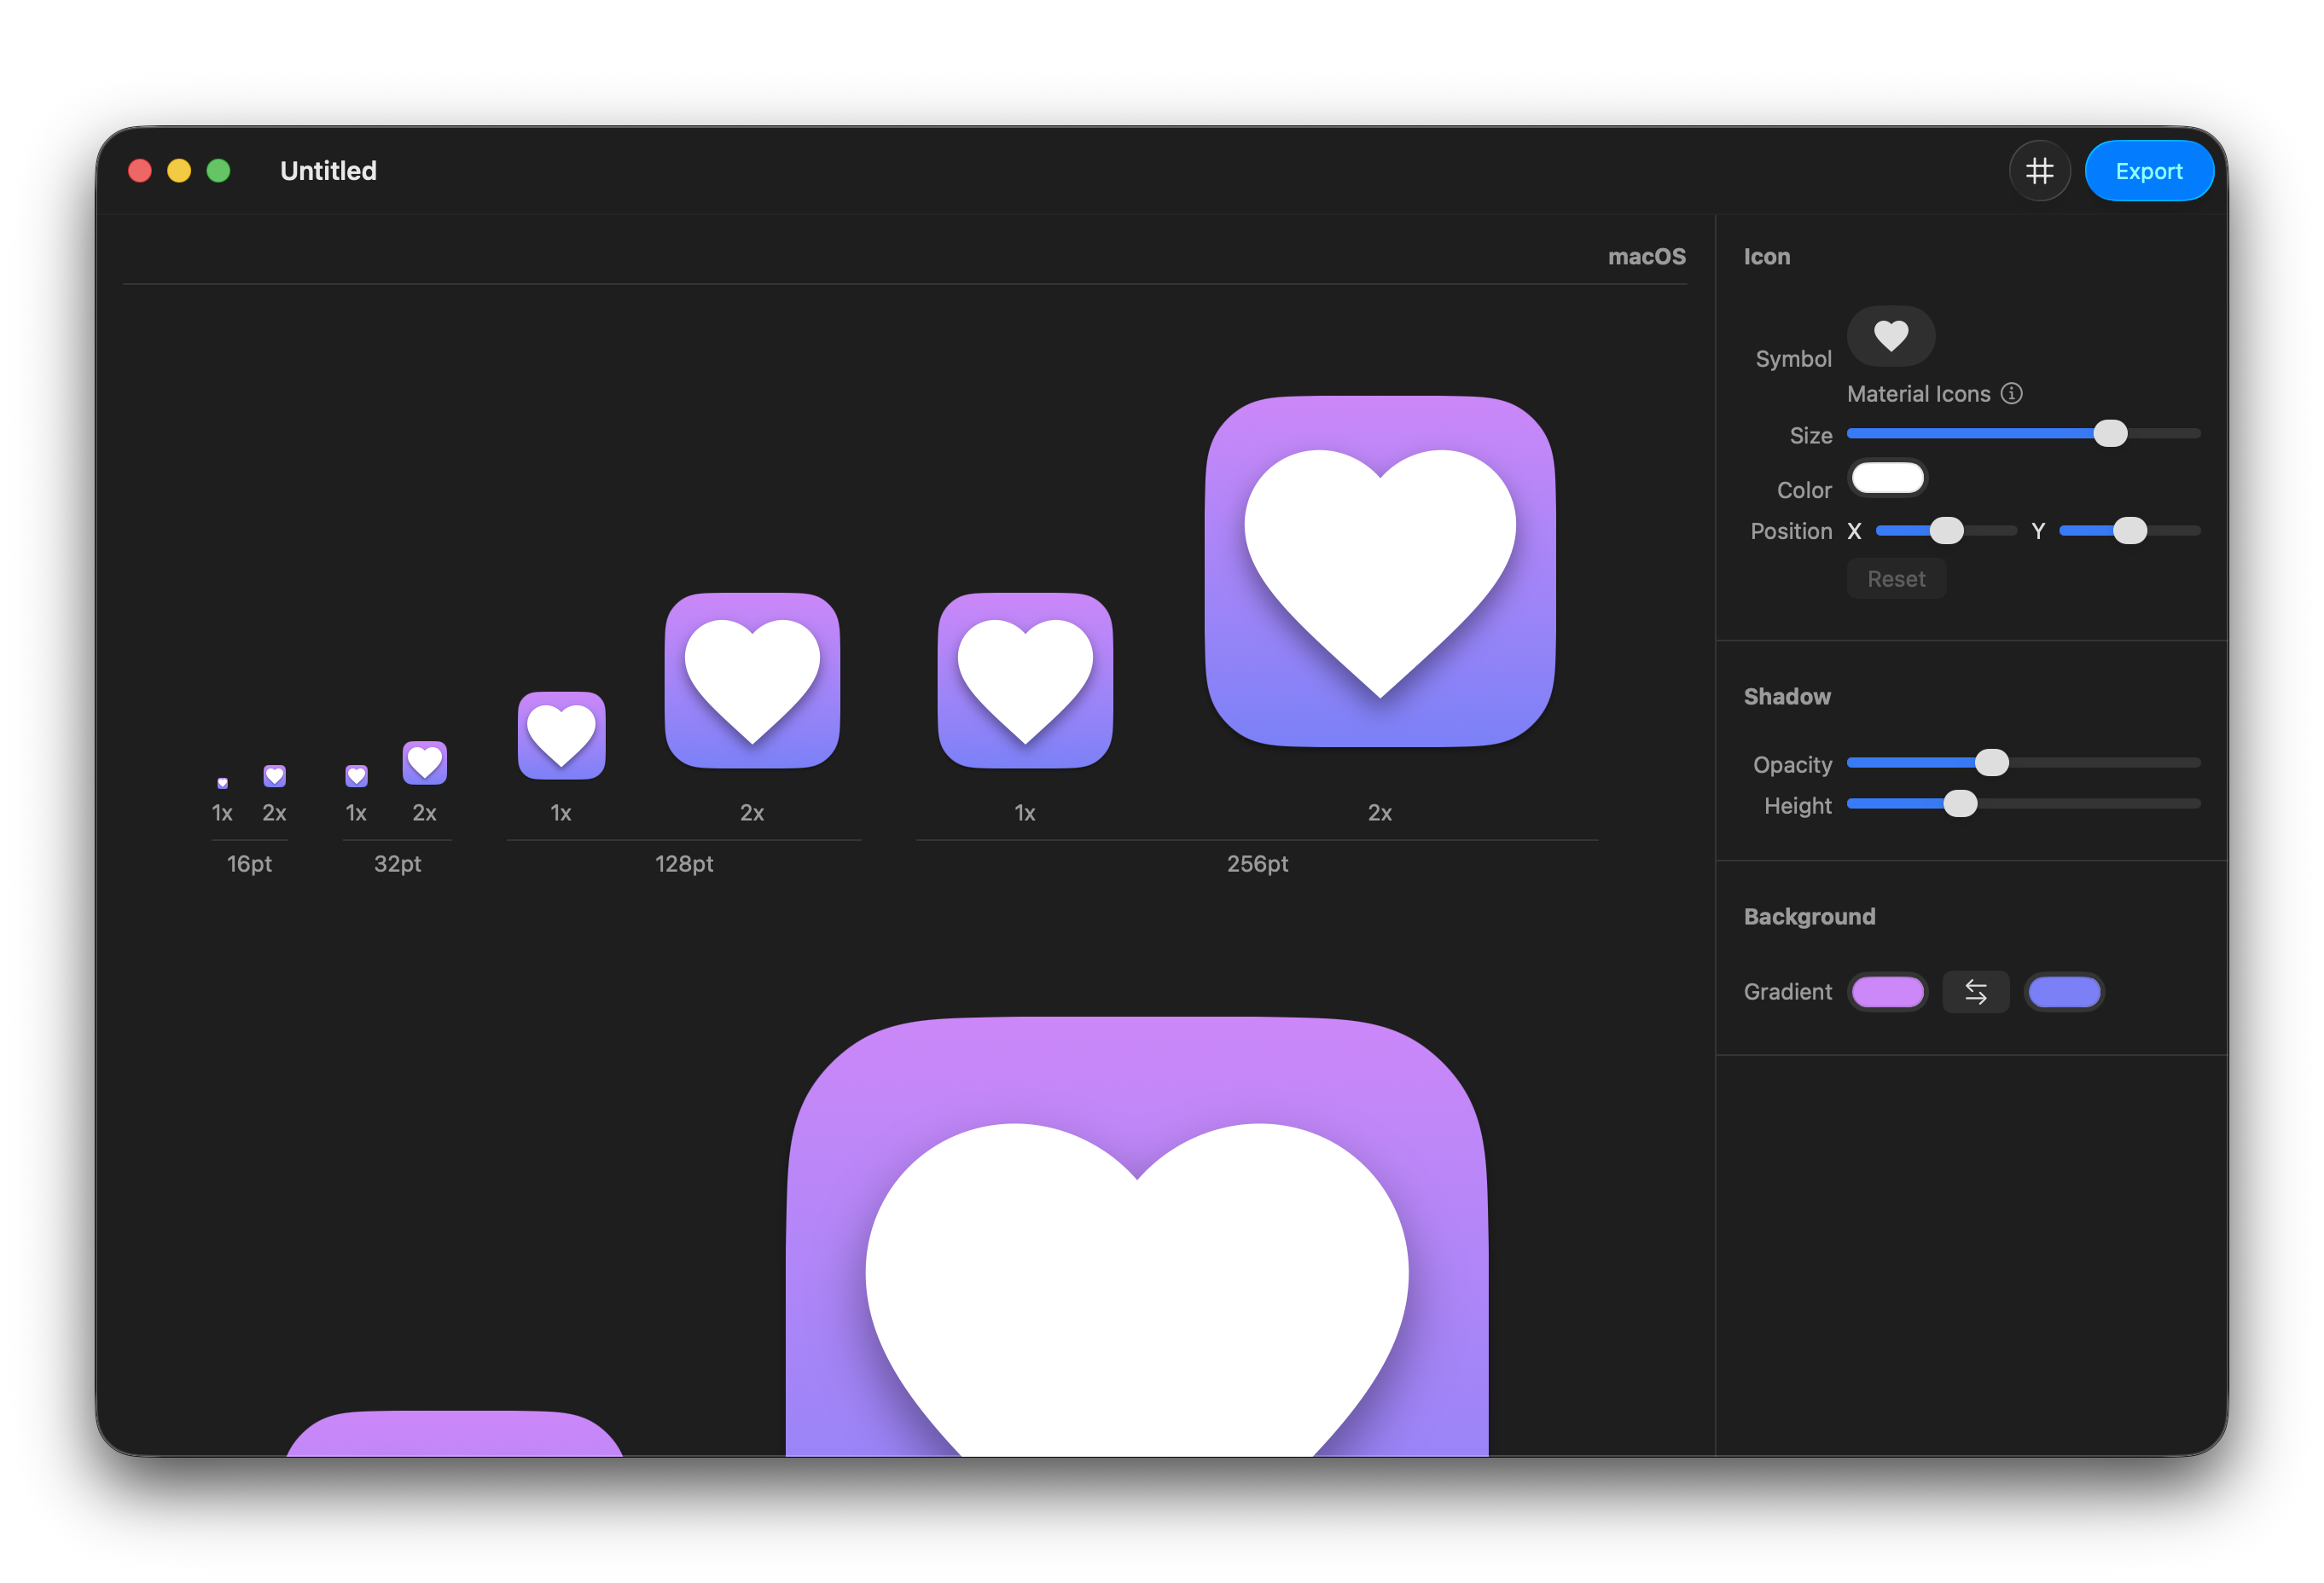 Untitled
Export
macOS
1x 2x 1x 2x 1x 2x 1x 2x
16pt 32pt 128pt 256pt
Icon
Symbol
Material Icons
Size
Color
Position X Y
Reset
Shadow
Opacity
Height
Background
Gradient